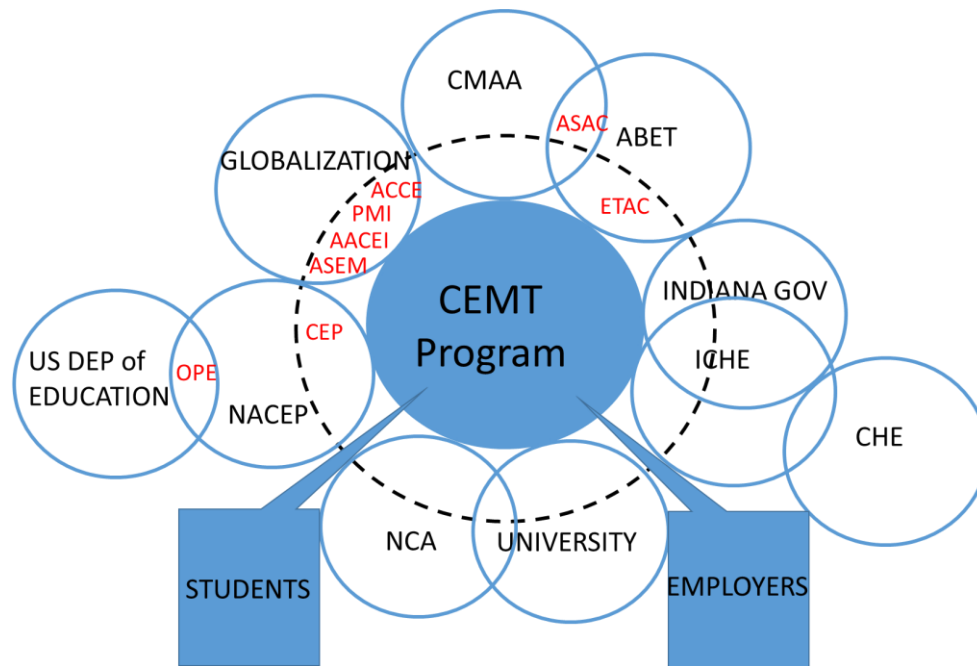 CMAA
ASAC
ABET
GLOBALIZATION
ACCE
PMI
AACEI
ASEM
ETAC
CEMT
Program
INDIANA GOV
ICHE
CHE
CEP
US DEP of
EDUCATION
OPE
NACEP
NCA
UNIVERSITY
STUDENTS
EMPLOYERS